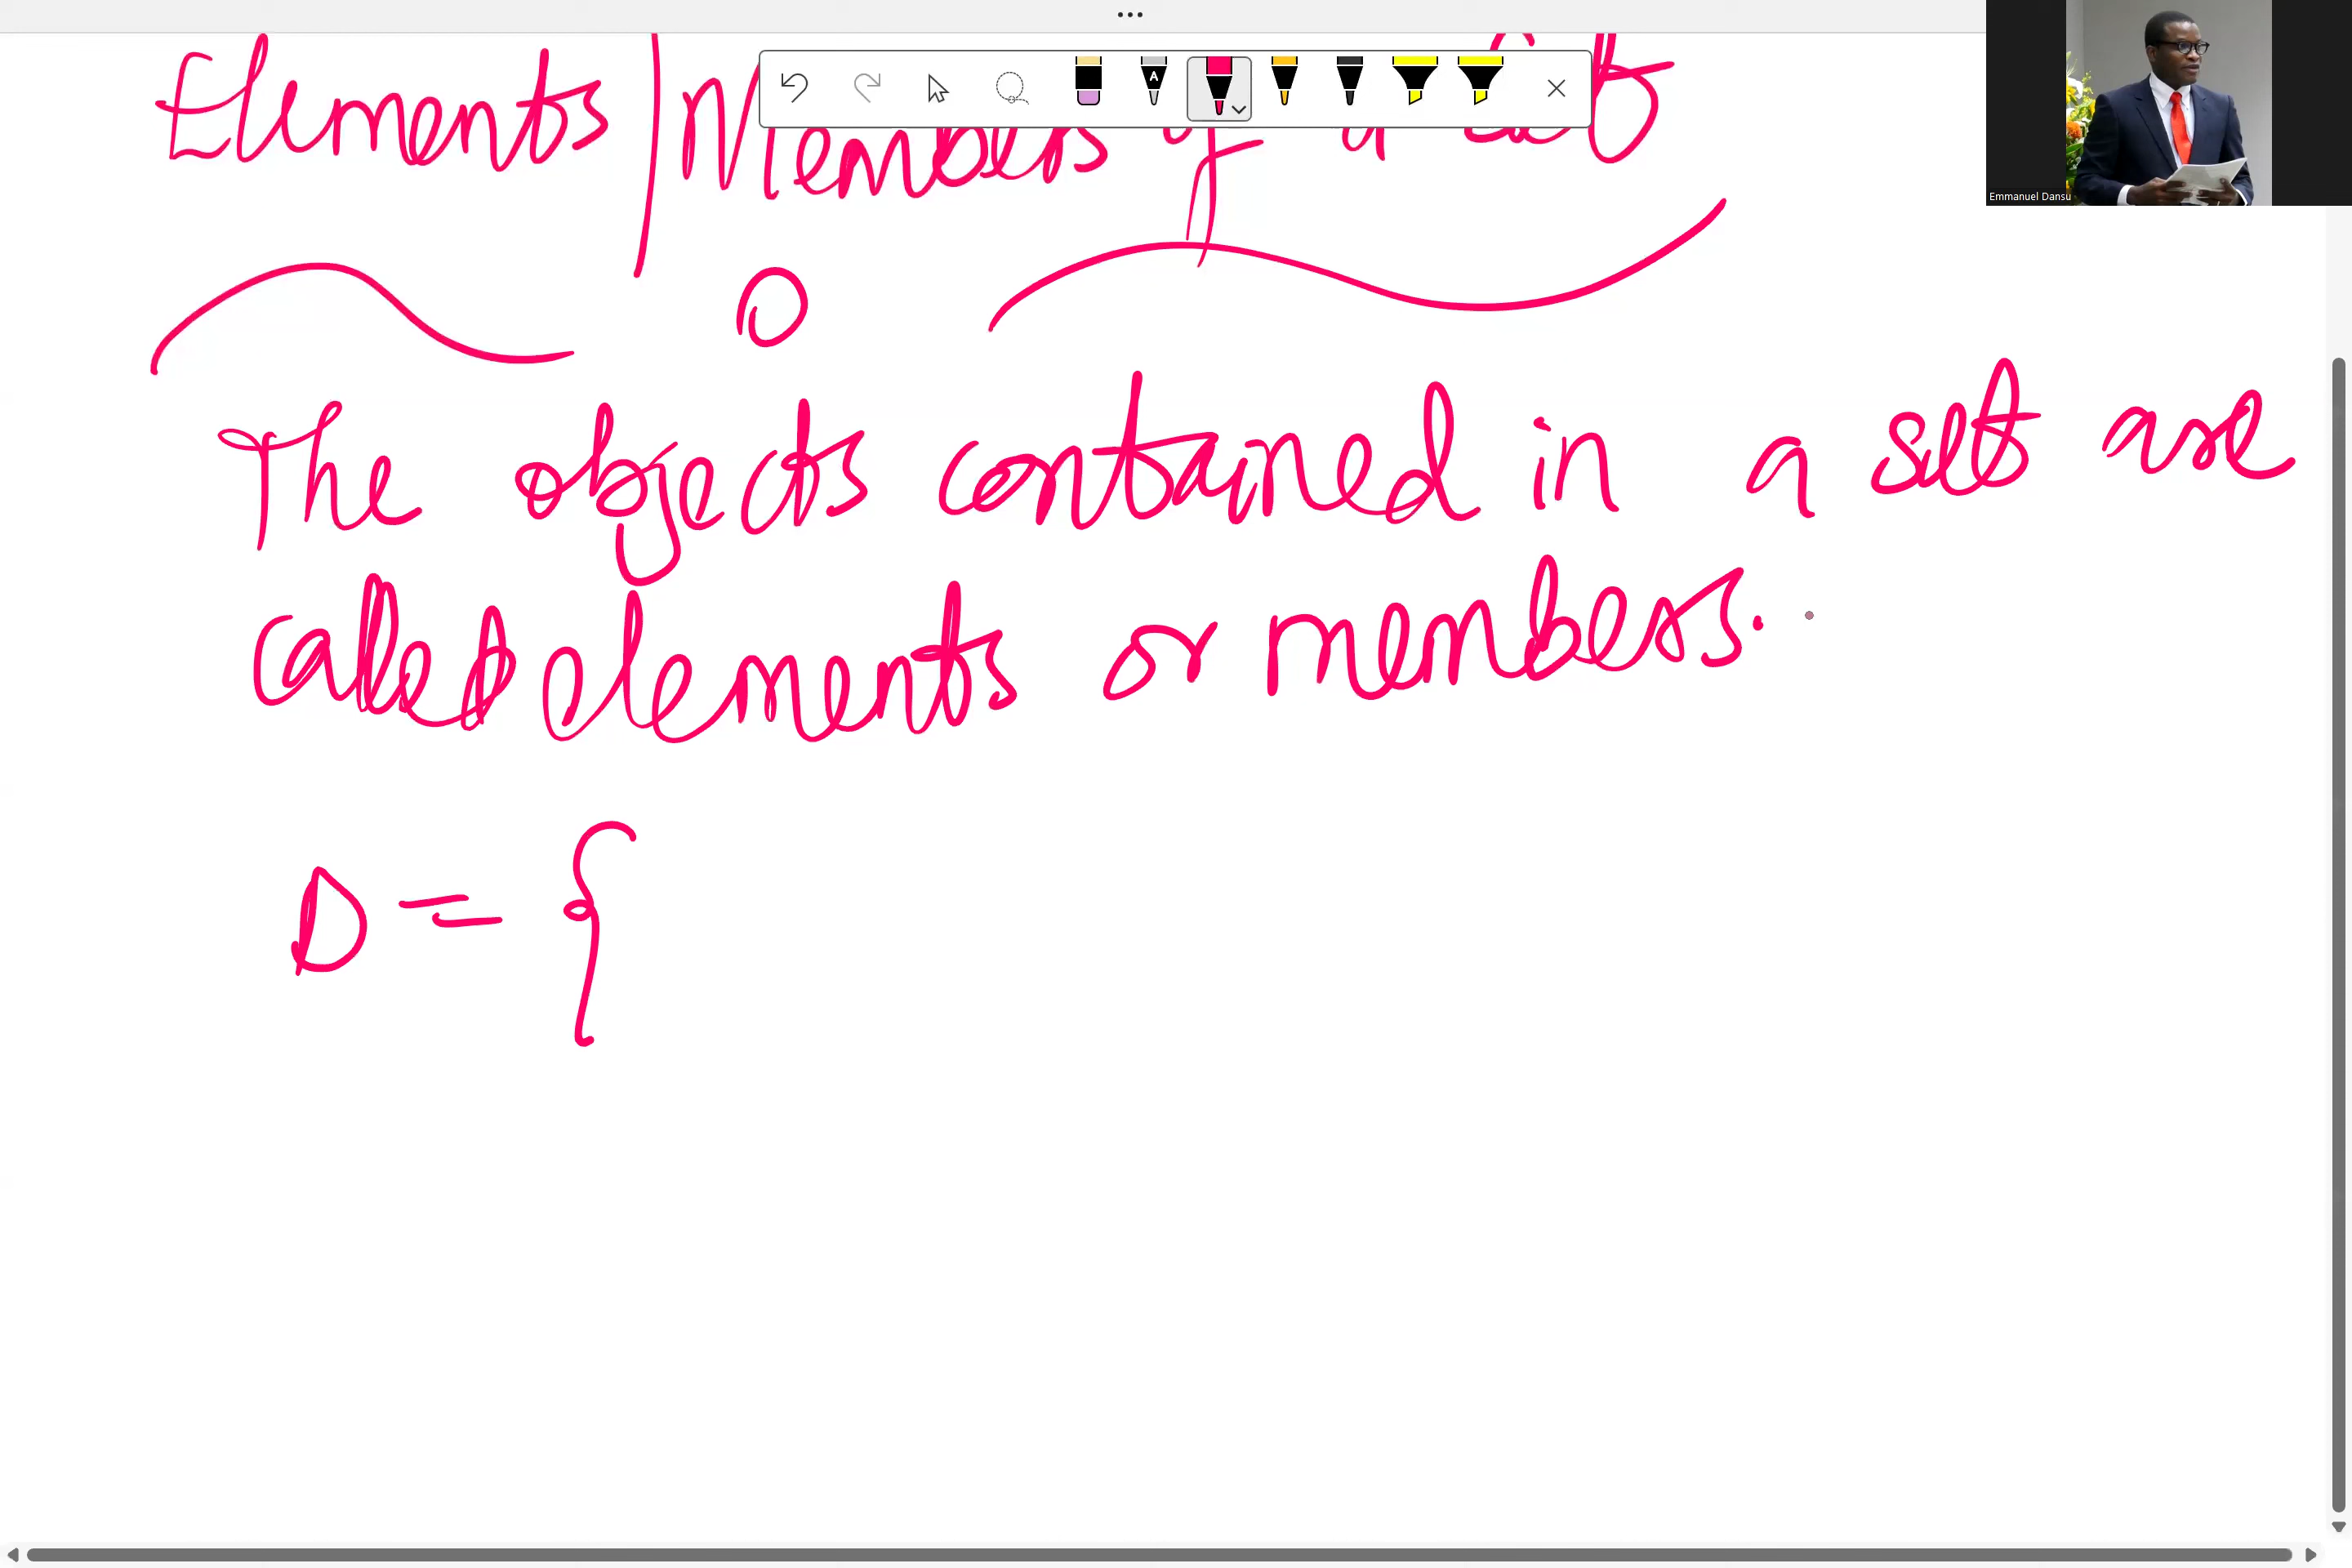 Elements/Members of a Set
Emmanuel Dansu
The objects contained in a set are
called elements or members.
D = {